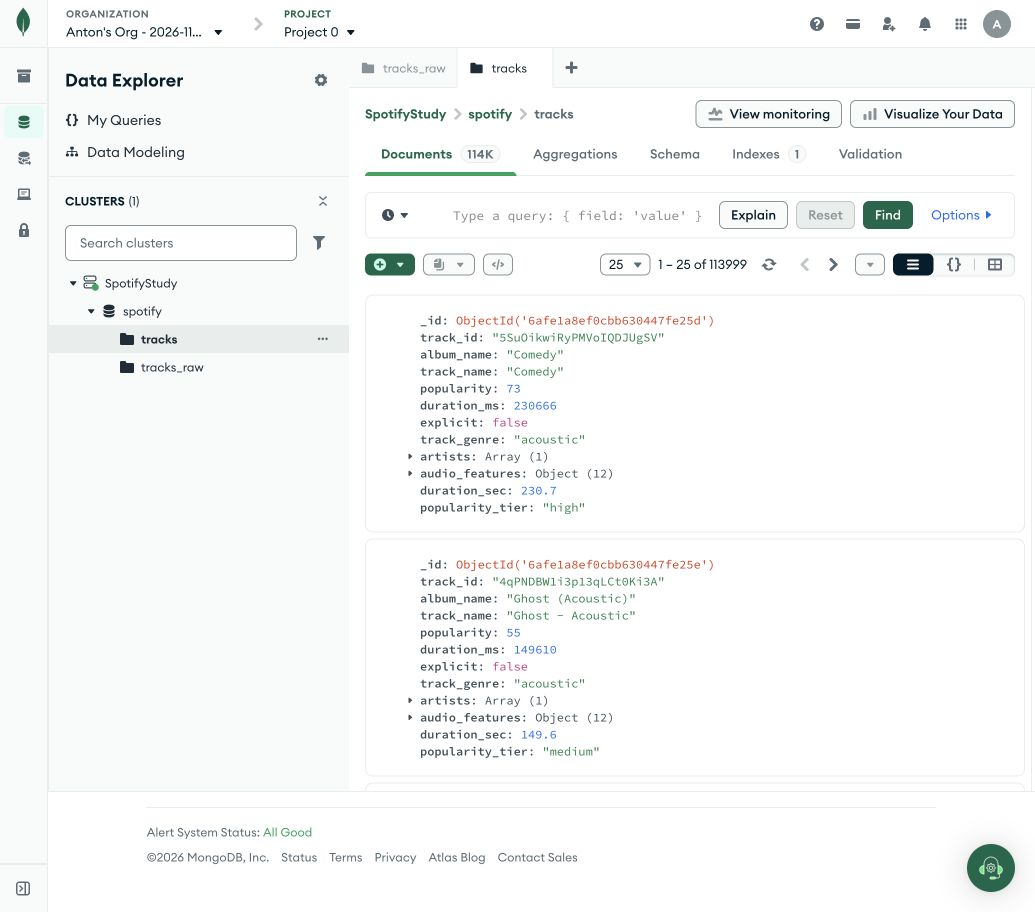 ORGANIZATION
Anton's Org - 2026-11...
PROJECT
Project 0
A
Data Explorer
{} My Queries
Data Modeling
CLUSTERS (1)
Search clusters
SpotifyStudy
spotify
tracks
tracks_raw
tracks_raw
tracks
SpotifyStudy > spotify > tracks
View monitoring
Visualize Your Data
Documents 114K Aggregations Schema Indexes 1 Validation
Type a query: { field: 'value' }
Explain Reset Find Options
25 1 – 25 of 113999
_id: ObjectId('6afe1a8ef0cbb630447fe25d')
track_id: "5SuOikwiRyPMVoIQDJUgSV"
album_name: "Comedy"
track_name: "Comedy"
popularity: 73
duration_ms: 230666
explicit: false
track_genre: "acoustic"
artists: Array (1)
audio_features: Object (12)
duration_sec: 230.7
popularity_tier: "high"
_id: ObjectId('6afe1a8ef0cbb630447fe25e')
track_id: "4qPNDBW1i3p13qLCt0Ki3A"
album_name: "Ghost (Acoustic)"
track_name: "Ghost - Acoustic"
popularity: 55
duration_ms: 149610
explicit: false
track_genre: "acoustic"
artists: Array (1)
audio_features: Object (12)
duration_sec: 149.6
popularity_tier: "medium"
Alert System Status: All Good
©2026 MongoDB, Inc. Status Terms Privacy Atlas Blog Contact Sales